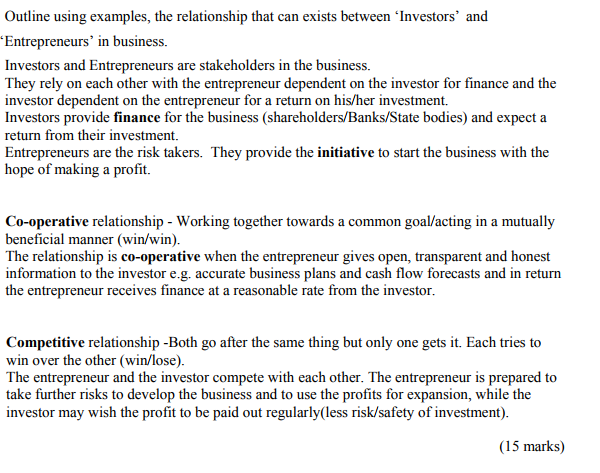 Outline using examples, the relationship that can exists between ‘Investors’ and
‘Entrepreneurs’ in business.
Investors and Entrepreneurs are stakeholders in the business.
They rely on each other with the entrepreneur dependent on the investor for finance and the
investor dependent on the entrepreneur for a return on his/her investment.
Investors provide finance for the business (shareholders/Banks/State bodies) and expect a
return from their investment.
Entrepreneurs are the risk takers. They provide the initiative to start the business with the
hope of making a profit.
Co-operative relationship - Working together towards a common goal/acting in a mutually
beneficial manner (win/win).
The relationship is co-operative when the entrepreneur gives open, transparent and honest
information to the investor e.g. accurate business plans and cash flow forecasts and in return
the entrepreneur receives finance at a reasonable rate from the investor.
Competitive relationship -Both go after the same thing but only one gets it. Each tries to
win over the other (win/lose).
The entrepreneur and the investor compete with each other. The entrepreneur is prepared to
take further risks to develop the business and to use the profits for expansion, while the
investor may wish the profit to be paid out regularly(less risk/safety of investment).
(15 marks)